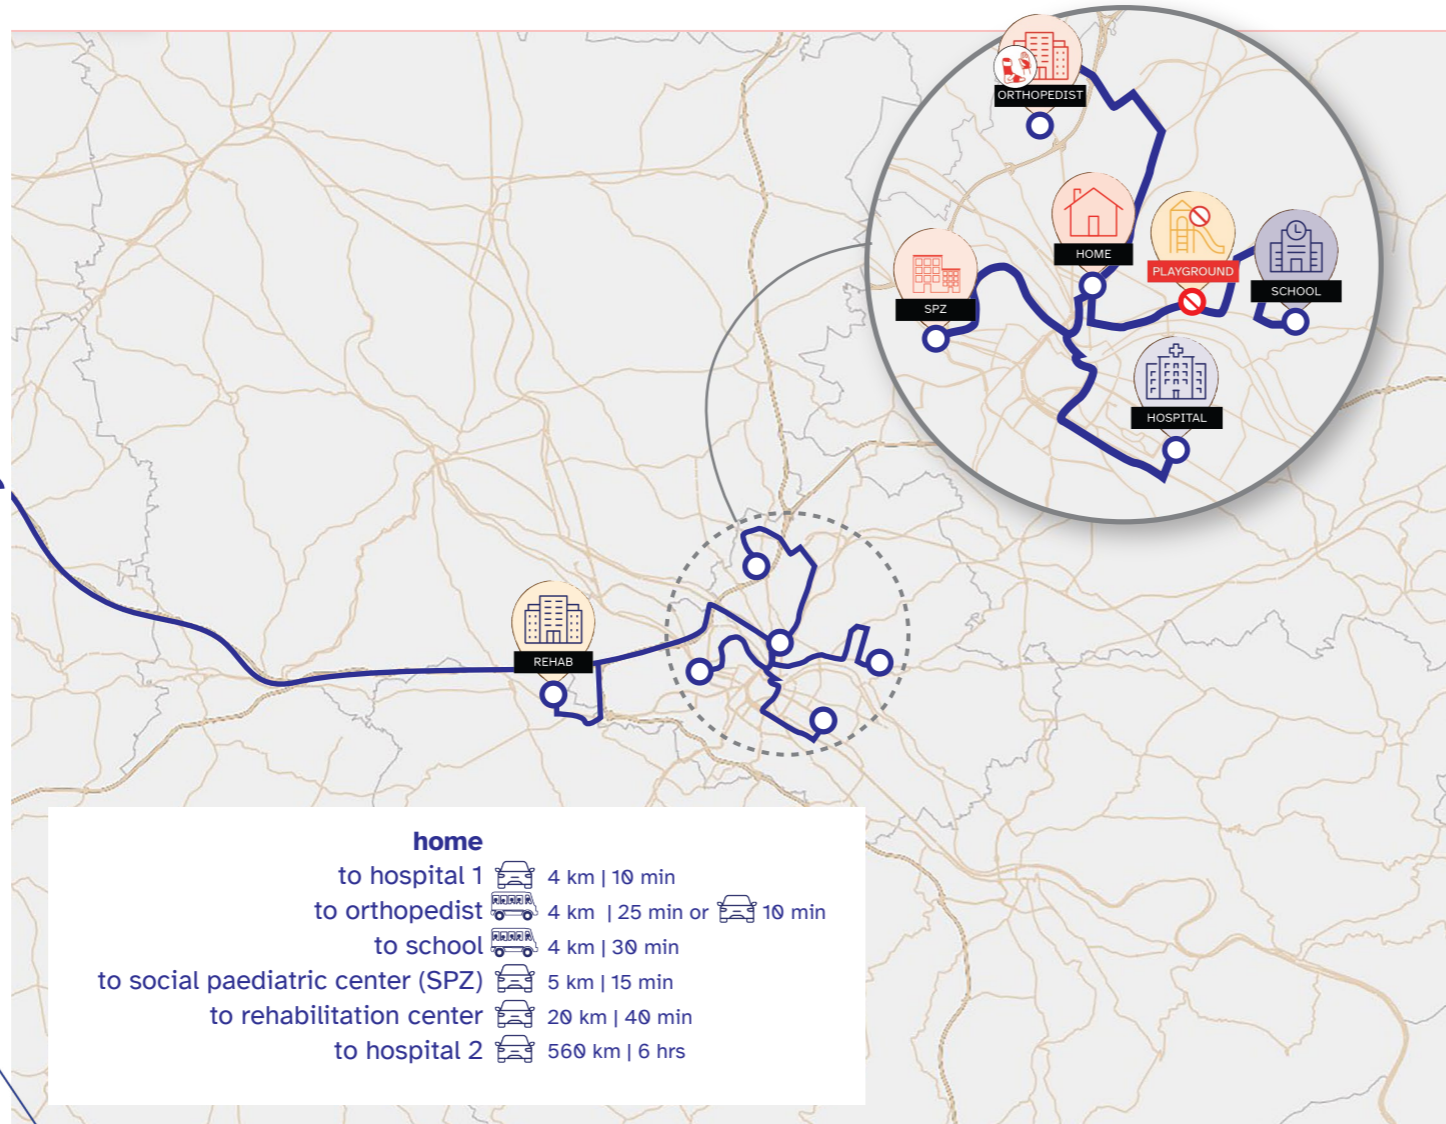 ORTHOPEDIST
HOME
PLAYGROUND
SCHOOL
SPZ
HOSPITAL
REHAB
home
to hospital 1 4 km | 10 min
to orthopedist 4 km | 25 min or 10 min
to school 4 km | 30 min
to social paediatric center (SPZ) 5 km | 15 min
to rehabilitation center 20 km | 40 min
to hospital 2 560 km | 6 hrs